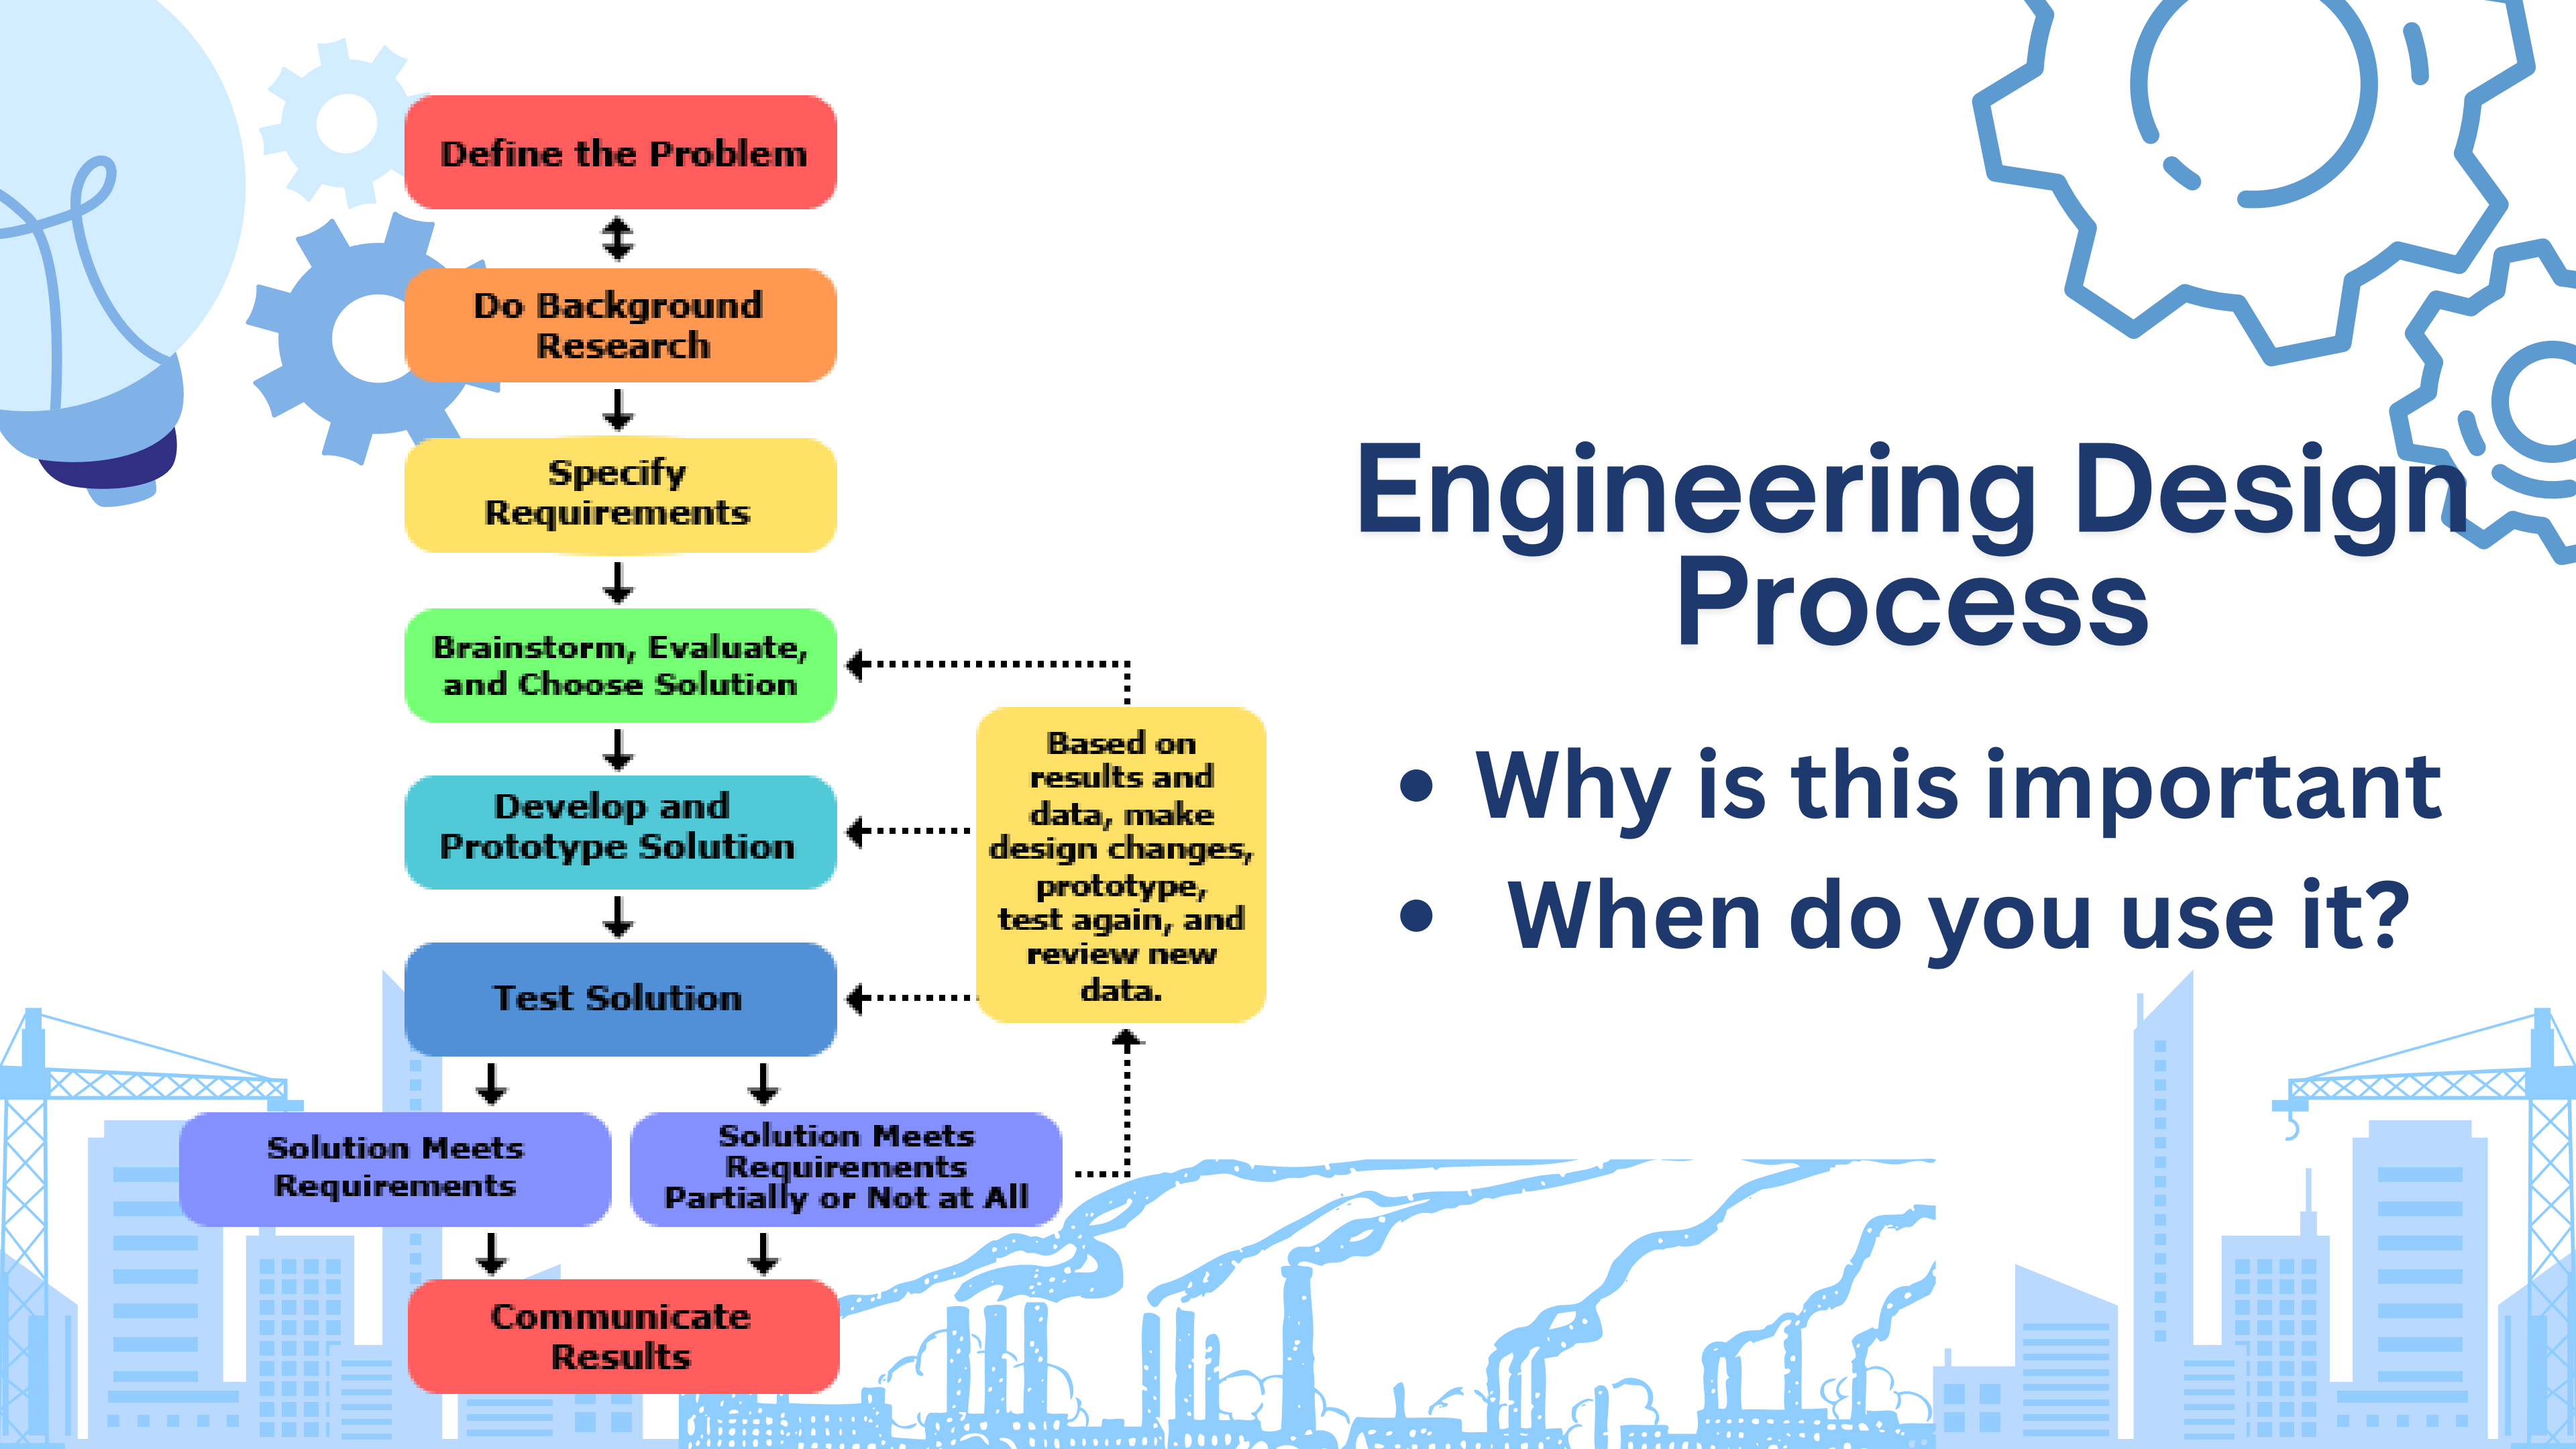 Define the Problem
Do Background
Research
Specify
Requirements
Brainstorm, Evaluate,
and Choose Solution
Develop and
Prototype Solution
Test Solution
Solution Meets
Requirements
Solution Meets
Requirements
Partially or Not at All
Communicate
Results
Based on
results and
data, make
design changes,
prototype,
test again, and
review new
data.
Engineering Design
Process
• Why is this important
• When do you use it?